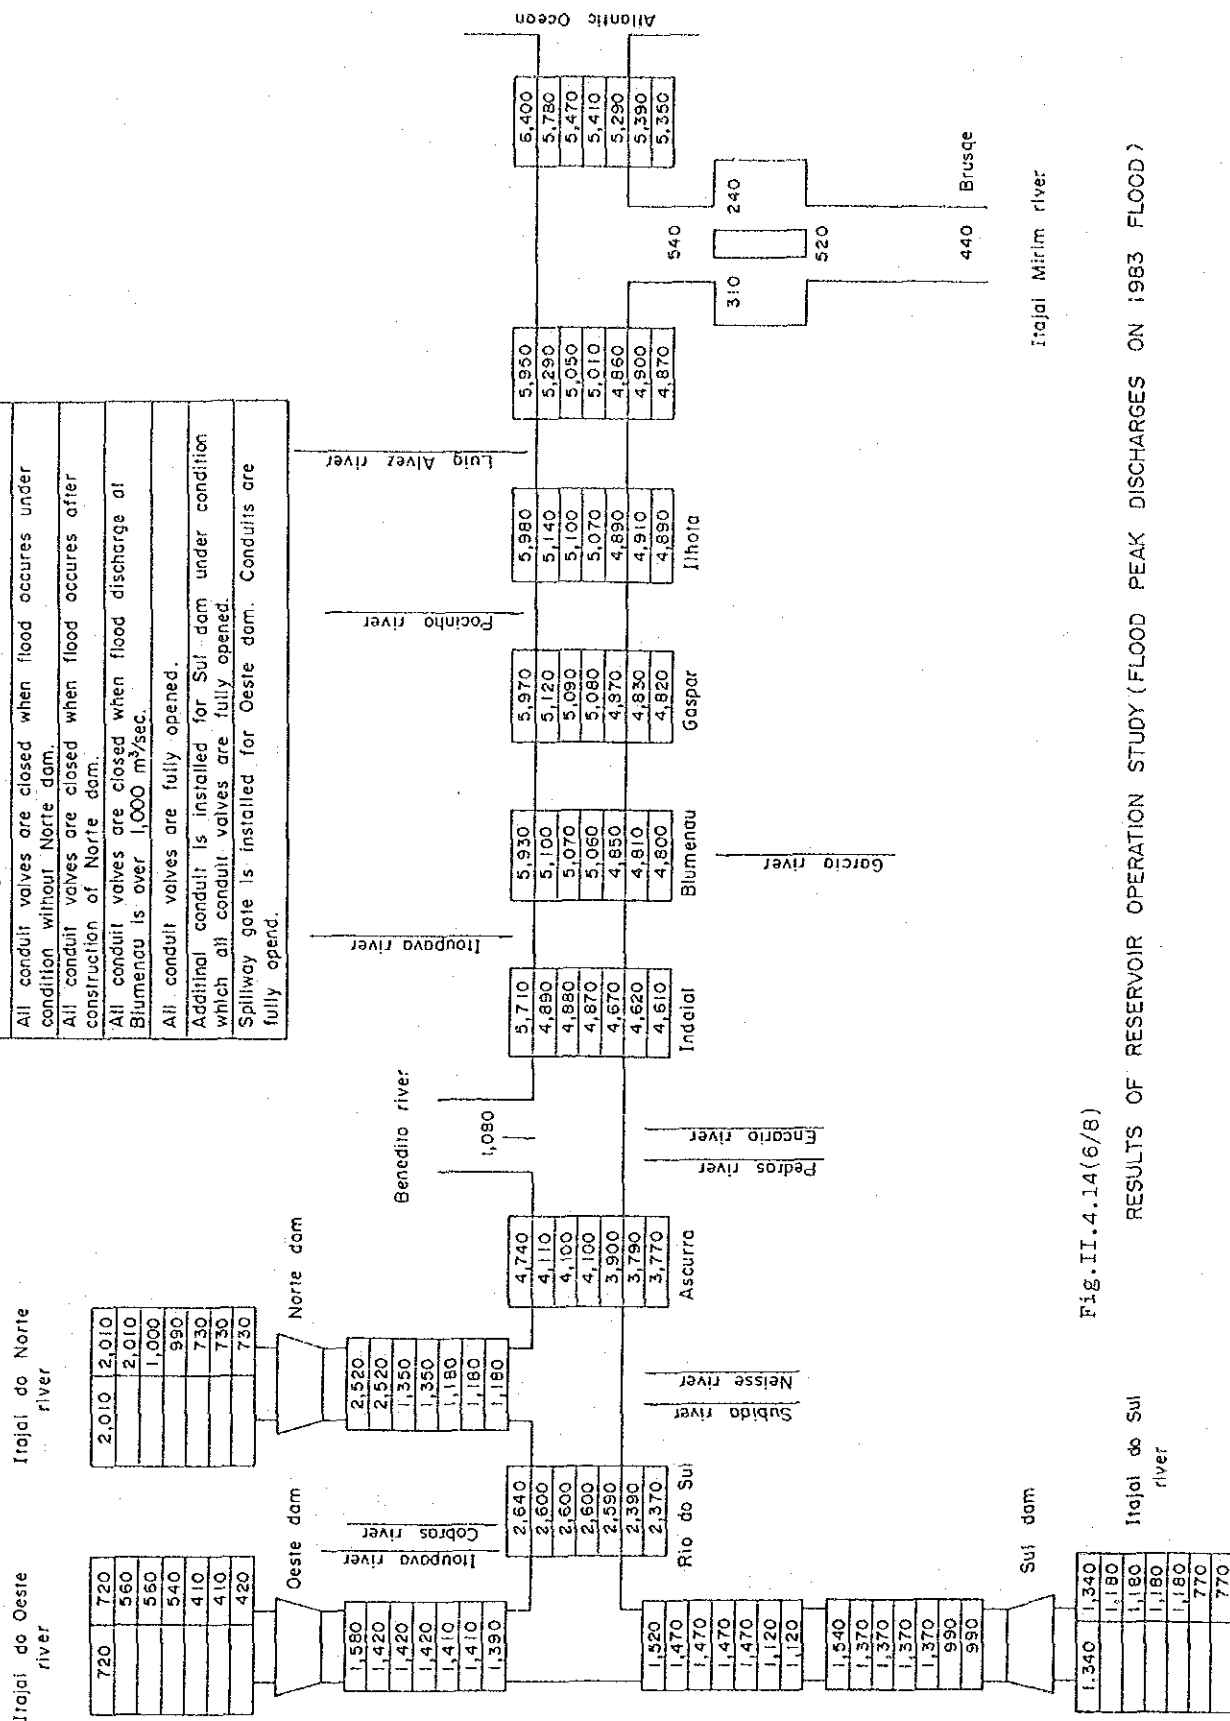 All conduit valves are closed when flood occures under
condition without Norte dam.
All conduit valves are closed when flood occures after
construction of Norte dam.
All conduit valves are closed when flood discharge at
Blumenau is over 1,000 m³/sec.
All conduit valves are fully opened.
Additinal conduit is installed for Sul dam under condition
which all conduit valves are fully opened.
Spillway gate is installed for Oeste dam. Conduits are
fully opend.
Itajai do Oeste
river
720 720
560
560
540
410
410
420
Oeste dam
1,580
1,420
1,420
1,420
1,410
1,410
1,390
Itoupava river
Cobras river
Itajai do Norte
river
2,010 2,010
2,010
1,000
990
730
730
730
Norte dam
2,520
2,520
1,350
1,350
1,180
1,180
1,180
2,640
2,600
2,600
2,600
2,590
2,390
2,370
Rio do Sul
1,520
1,470
1,470
1,470
1,470
1,120
1,120
1,540
1,370
1,370
1,370
1,370
990
990
Sul dam
1,340 1,340
1,180
1,180
1,180
1,180
770
770
Itajai do Sul
river
Subida river
Neisse river
4,740
4,110
4,100
4,100
3,900
3,790
3,770
Ascurra
Benedito river
1,080
Pedras river
Encario river
5,710
4,890
4,880
4,870
4,670
4,620
4,610
Indaial
Itoupava river
5,930
5,100
5,070
5,060
4,850
4,810
4,800
Blumenau
Garcia river
5,970
5,120
5,090
5,080
4,870
4,830
4,820
Gaspar
Pocinho river
5,980
5,140
5,100
5,070
4,890
4,910
4,890
Ilhota
Luig Alvez river
5,950
5,290
5,050
5,010
4,860
4,900
4,870
540
310 240
520
440 Brusqe
Itajai Mirim river
6,400
5,780
5,470
5,410
5,290
5,390
5,350
Atlantic Ocean
Fig.II.4.14(6/8)
RESULTS OF RESERVOIR OPERATION STUDY (FLOOD PEAK DISCHARGES ON 1983 FLOOD)